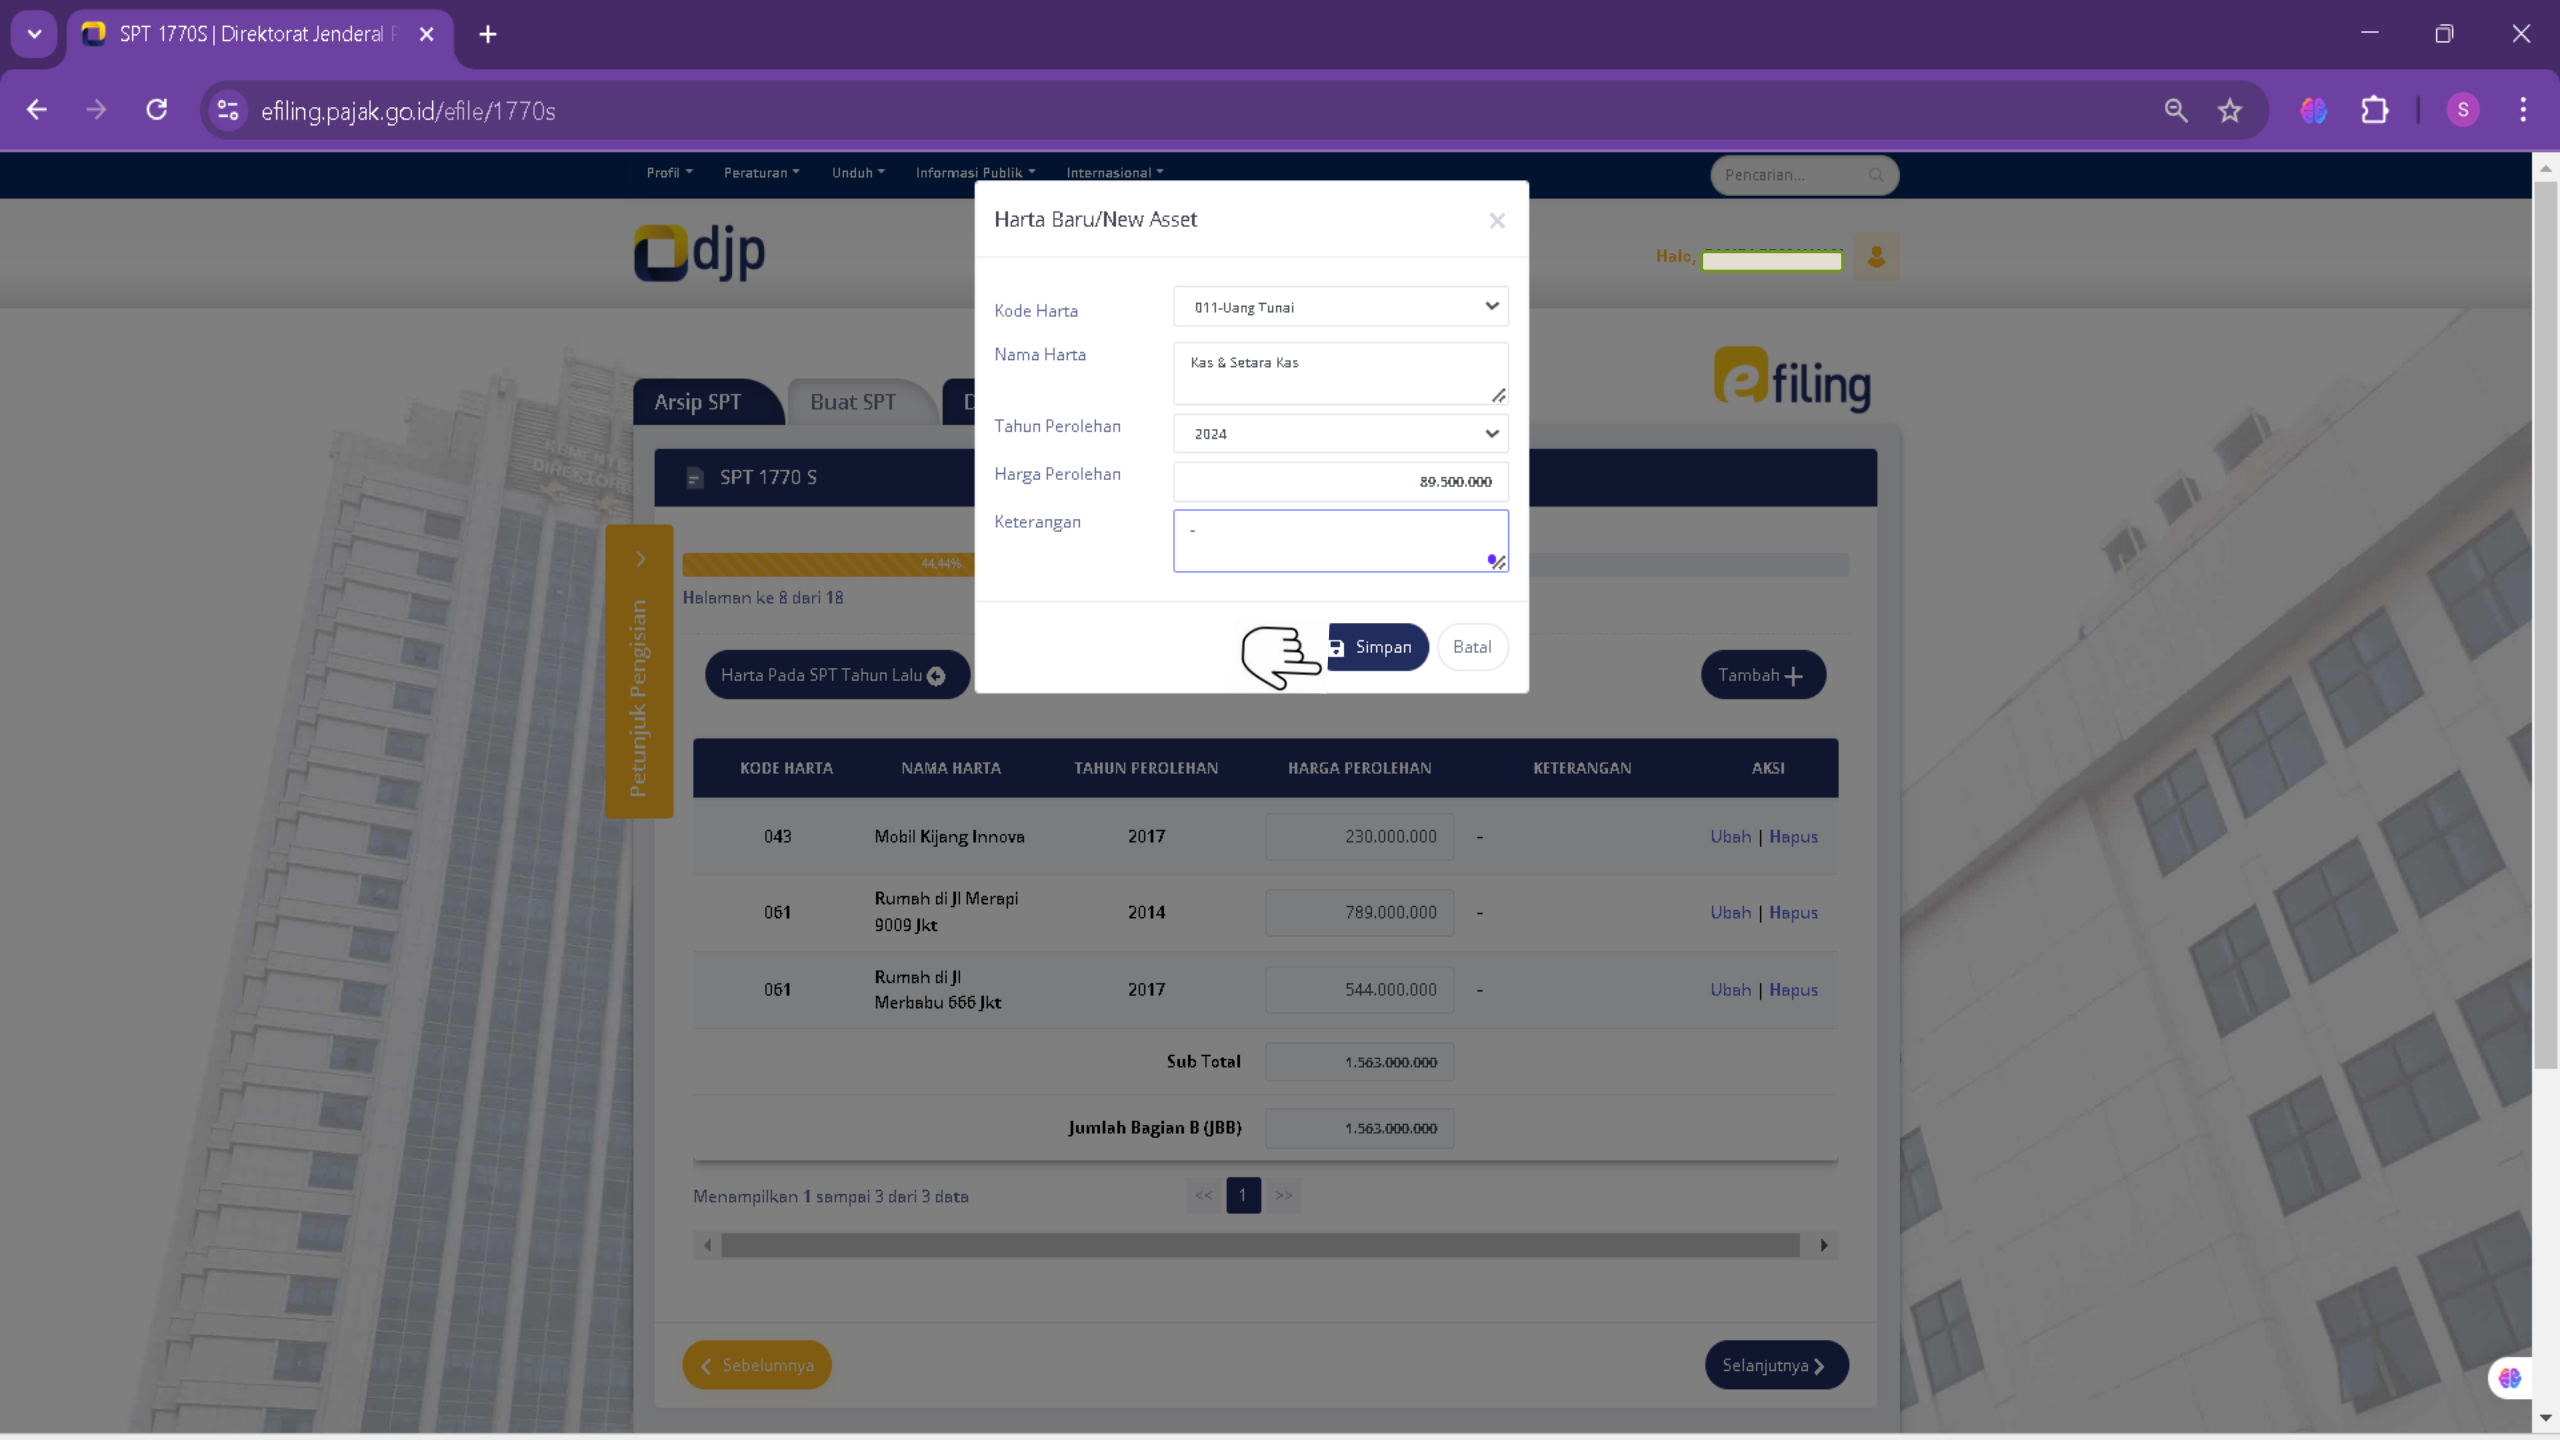 SPT 1770S | Direktorat Jenderal P
efiling.pajak.go.id/efile/1770s
S
Profil Peraturan Unduh Informasi Publik Internasional
Pencarian...
djp
Halo,
Harta Baru/New Asset
Kode Harta
011-Uang Tunai
Nama Harta
Kas & Setara Kas
Tahun Perolehan
2024
Harga Perolehan
89.500.000
Keterangan
-
Simpan
Batal
efiling
Arsip SPT
Buat SPT
D
SPT 1770 S
Petunjuk Pengisian
44,44%
Halaman ke 8 dari 18
Harta Pada SPT Tahun Lalu
Tambah
KODE HARTA NAMA HARTA TAHUN PEROLEHAN HARGA PEROLEHAN KETERANGAN AKSI
043 Mobil Kijang Innova 2017 230.000.000 - Ubah | Hapus
061 Rumah di Jl Merapi 9009 Jkt 2014 789.000.000 - Ubah | Hapus
061 Rumah di Jl Merbabu 666 Jkt 2017 544.000.000 - Ubah | Hapus
Sub Total 1.563.000.000
Jumlah Bagian B (JBB) 1.563.000.000
Menampilkan 1 sampai 3 dari 3 data
<< 1 >>
Sebelumnya
Selanjutnya